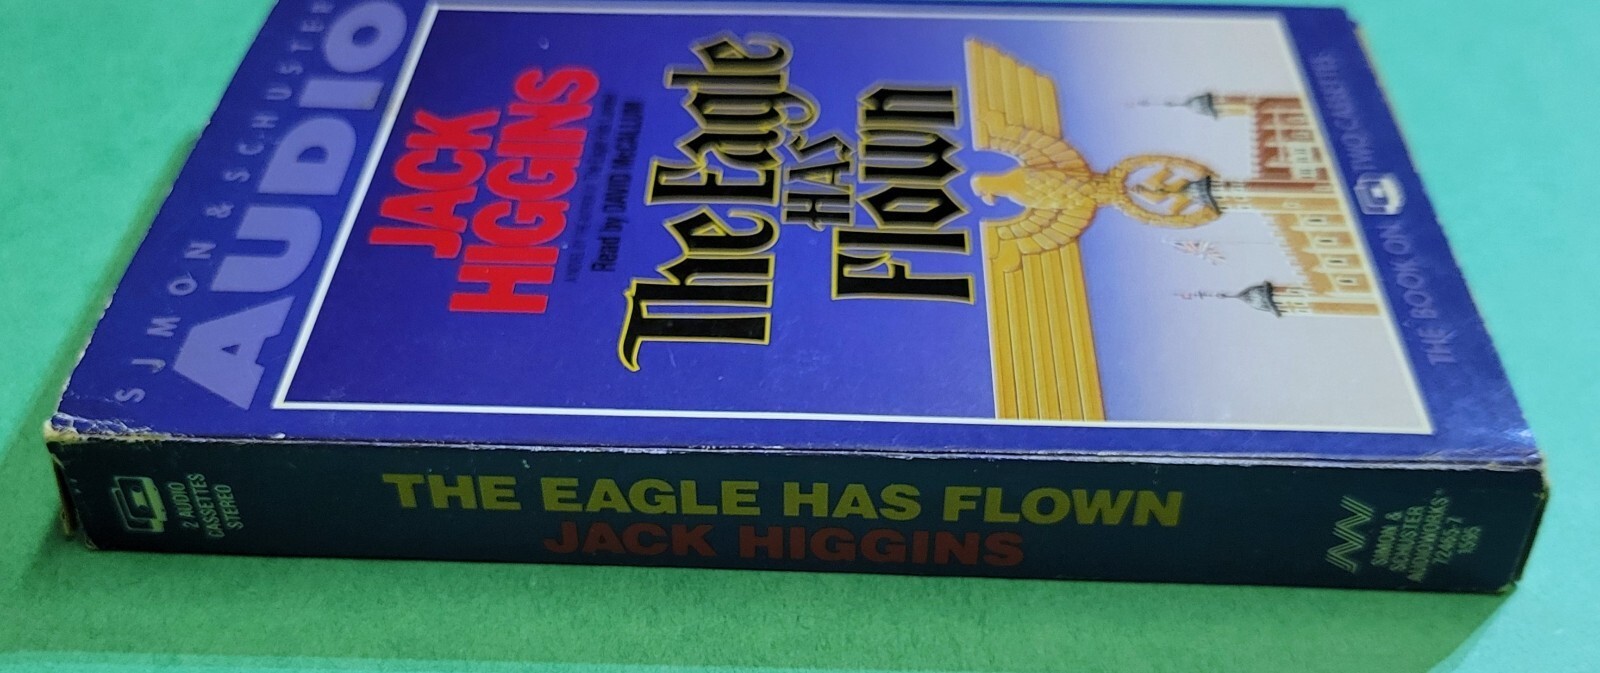 SIMON & SCHUSTER
AUDIO
JACK
HIGGINS
Read by DAVID McCALLUM
The Eagle
HAS
Flown
THE BOOK ON TWO CASSETTES
2 AUDIO
CASSETTES
STEREO
THE EAGLE HAS FLOWN
JACK HIGGINS
SIMON &
SCHUSTER
AUDIOWORKS®